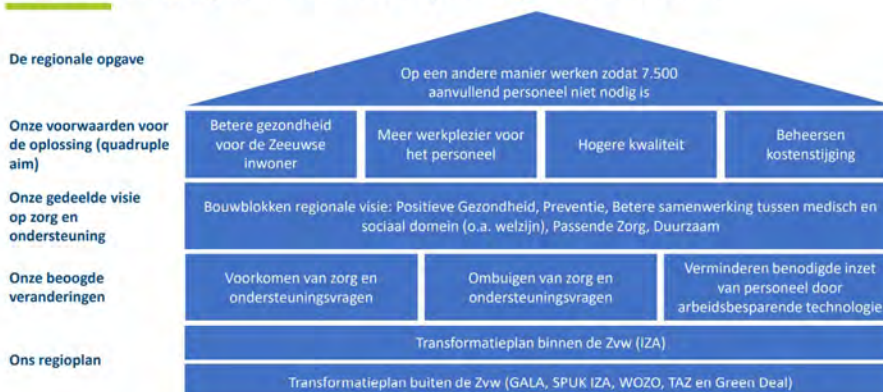 De regionale opgave
Op een andere manier werken zodat 7.500
aanvullend personeel niet nodig is
Onze voorwaarden voor
de oplossing (quadruple
aim)
Betere gezondheid
voor de Zeeuwse
inwoner
Meer werkplezier voor
het personeel
Hogere kwaliteit
Beheersen
kostenstijging
Onze gedeelde visie
op zorg en
ondersteuning
Bouwblokken regionale visie: Positieve Gezondheid, Preventie, Betere samenwerking tussen medisch en
sociaal domein (o.a. welzijn), Passende Zorg, Duurzaam
Onze beoogde
veranderingen
Voorkomen van zorg en
ondersteuningsvragen
Ombuigen van zorg en
ondersteuningsvragen
Verminderen benodigde inzet
van personeel door
arbeidsbesparende technologie
Ons regioplan
Transformatieplan binnen de Zvw (IZA)
Transformatieplan buiten de Zvw (GALA, SPUK IZA, WOZO, TAZ en Green Deal)